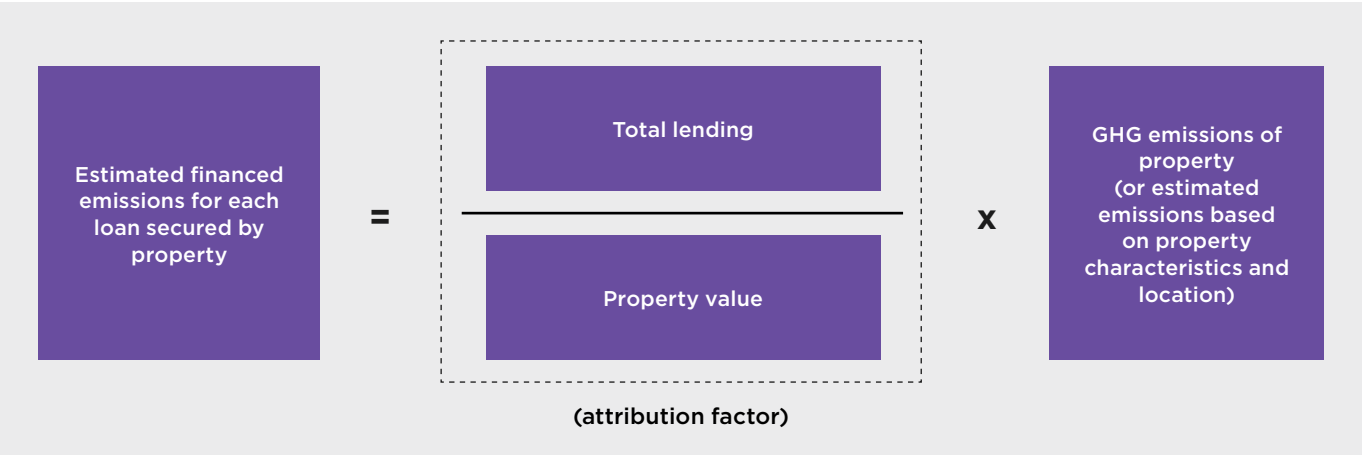 Estimated financed
emissions for each
loan secured by
property
=
Total lending
Property value
(attribution factor)
x
GHG emissions of
property
(or estimated
emissions based
on property
characteristics and
location)